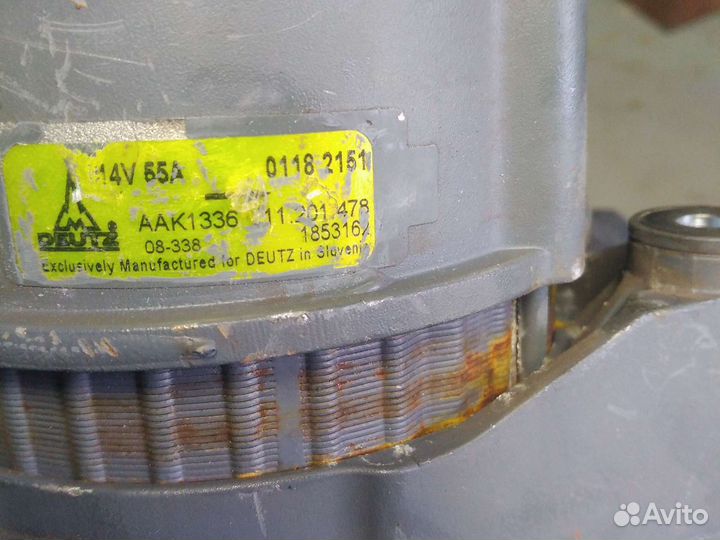 14V 55A 0118 2151
AAK1336 11.201.478
DEUTZ
08-338 1853164
Exclusively Manufactured for DEUTZ in Slovenia
Avito